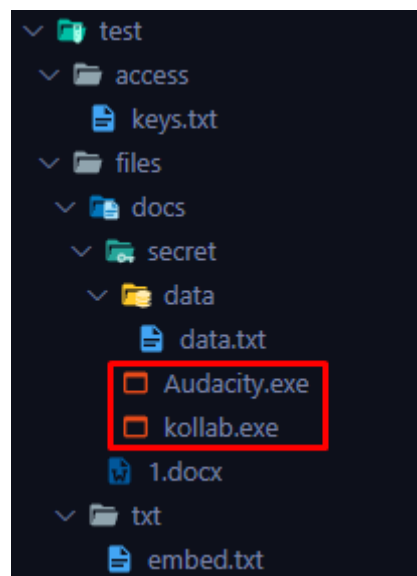 test
access
keys.txt
files
docs
secret
data
data.txt
Audacity.exe
kollab.exe
1.docx
txt
embed.txt